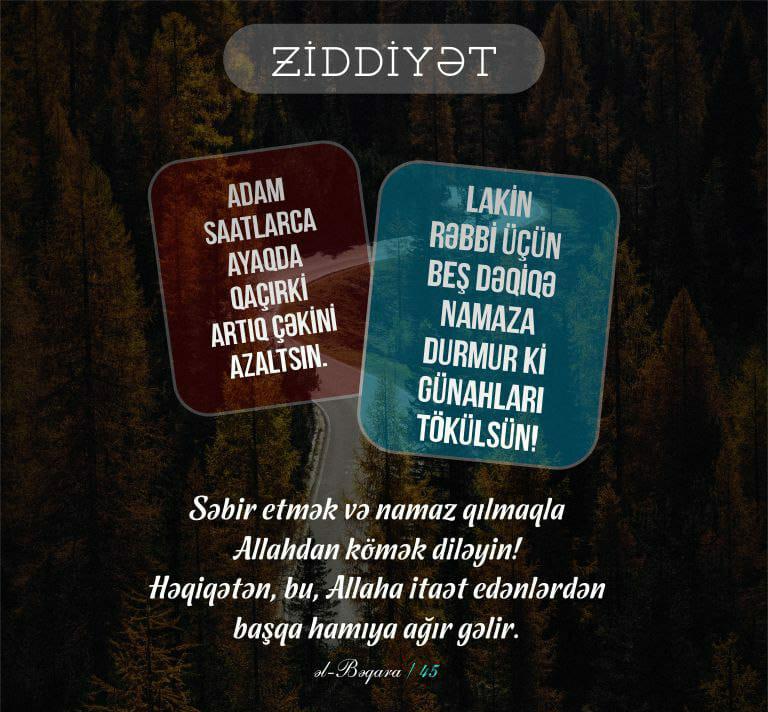 ZİDDİYƏT
ADAM
SAATLARCA
AYAQDA
QAÇIRKİ
ARTIQ ÇƏKİNİ
AZALTSIN.
LAKİN
RƏBBİ ÜÇÜN
BEŞ DƏQİQƏ
NAMAZA
DURMUR Kİ
GÜNAHLARI
TÖKÜLSÜN!
Səbir etmək və namaz qılmaqla
Allahdan kömək diləyin!
Həqiqətən, bu, Allaha itaət edənlərdən
başqa hamıya ağır gəlir.
əl-Bəqara / 45